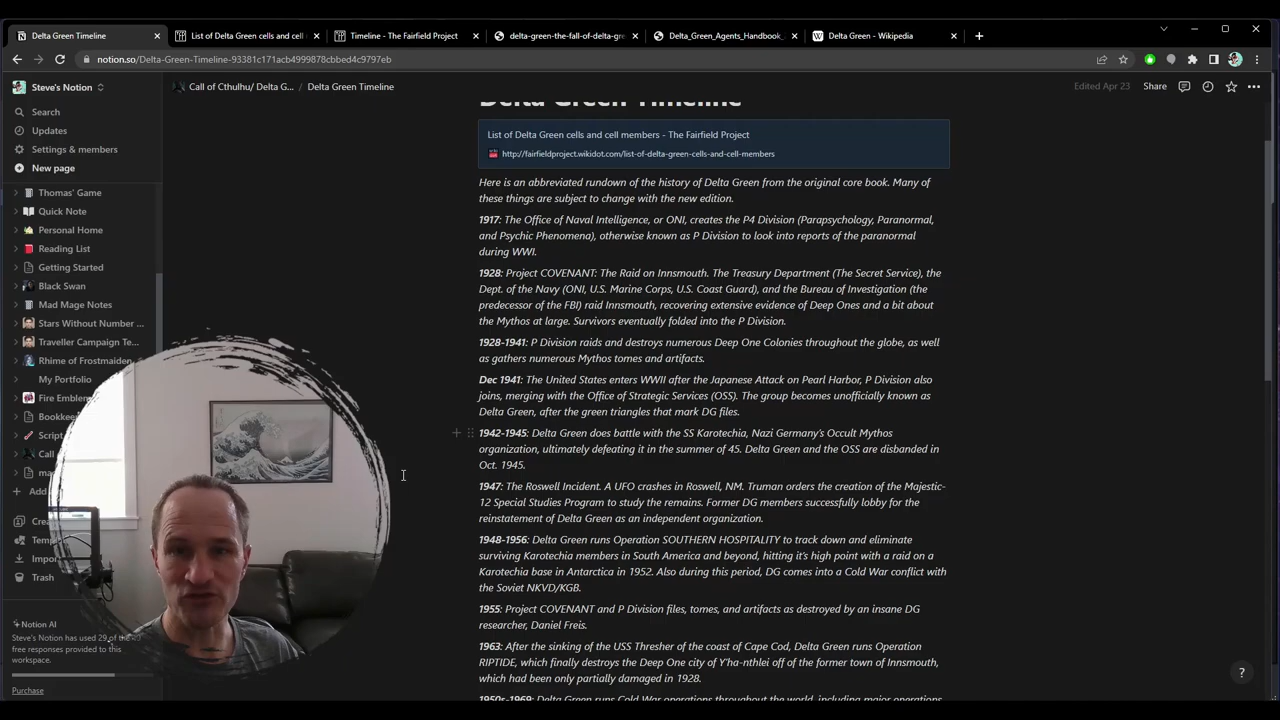 Delta Green Timeline
List of Delta Green cells and cell
Timeline - The Fairfield Project
delta-green-the-fall-of-delta-gre
Delta_Green_Agents_Handbook_
Delta Green - Wikipedia
notion.so/Delta-Green-Timeline-93381c171acb4999878cbbed4c9797eb
Steve's Notion
Call of Cthulhu/ Delta G... / Delta Green Timeline
Edited Apr 23
Share
Search
Updates
Settings & members
New page
Thomas' Game
Quick Note
Personal Home
Reading List
Getting Started
Black Swan
Mad Mage Notes
Stars Without Number ...
Traveller Campaign Te...
Rhime of Frostmaiden
My Portfolio
Fire Emblem
Bookkee
Script
Call
Add
Trash
Notion AI
Steve's Notion has used 29 of the
free responses provided to this
workspace.
Purchase
Delta Green Timeline
List of Delta Green cells and cell members - The Fairfield Project
http://fairfieldproject.wikidot.com/list-of-delta-green-cells-and-cell-members
Here is an abbreviated rundown of the history of Delta Green from the original core book. Many of
these things are subject to change with the new edition.
1917: The Office of Naval Intelligence, or ONI, creates the P4 Division (Parapsychology, Paranormal,
and Psychic Phenomena), otherwise known as P Division to look into reports of the paranormal
during WWI.
1928: Project COVENANT: The Raid on Innsmouth. The Treasury Department (The Secret Service), the
Dept. of the Navy (ONI, U.S. Marine Corps, U.S. Coast Guard), and the Bureau of Investigation (the
predecessor of the FBI) raid Innsmouth, recovering extensive evidence of Deep Ones and a bit about
the Mythos at large. Survivors eventually folded into the P Division.
1928-1941: P Division raids and destroys numerous Deep One Colonies throughout the globe, as well
as gathers numerous Mythos tomes and artifacts.
Dec 1941: The United States enters WWII after the Japanese Attack on Pearl Harbor, P Division also
joins, merging with the Office of Strategic Services (OSS). The group becomes unofficially known as
Delta Green, after the green triangles that mark DG files.
1942-1945: Delta Green does battle with the SS Karotechia, Nazi Germany's Occult Mythos
organization, ultimately defeating it in the summer of 45. Delta Green and the OSS are disbanded in
Oct. 1945.
1947: The Roswell Incident. A UFO crashes in Roswell, NM. Truman orders the creation of the Majestic-
12 Special Studies Program to study the remains. Former DG members successfully lobby for the
reinstatement of Delta Green as an independent organization.
1948-1956: Delta Green runs Operation SOUTHERN HOSPITALITY to track down and eliminate
surviving Karotechia members in South America and beyond, hitting it's high point with a raid on a
Karotechia base in Antarctica in 1952. Also during this period, DG comes into a Cold War conflict with
the Soviet NKVD/KGB.
1955: Project COVENANT and P Division files, tomes, and artifacts as destroyed by an insane DG
researcher, Daniel Freis.
1963: After the sinking of the USS Thresher of the coast of Cape Cod, Delta Green runs Operation
RIPTIDE, which finally destroys the Deep One city of Y'ha-nthlei off of the former town of Innsmouth,
which had been only partially damaged in 1928.
1950s-1969: Delta Green runs Cold War operations throughout the world, including major operations